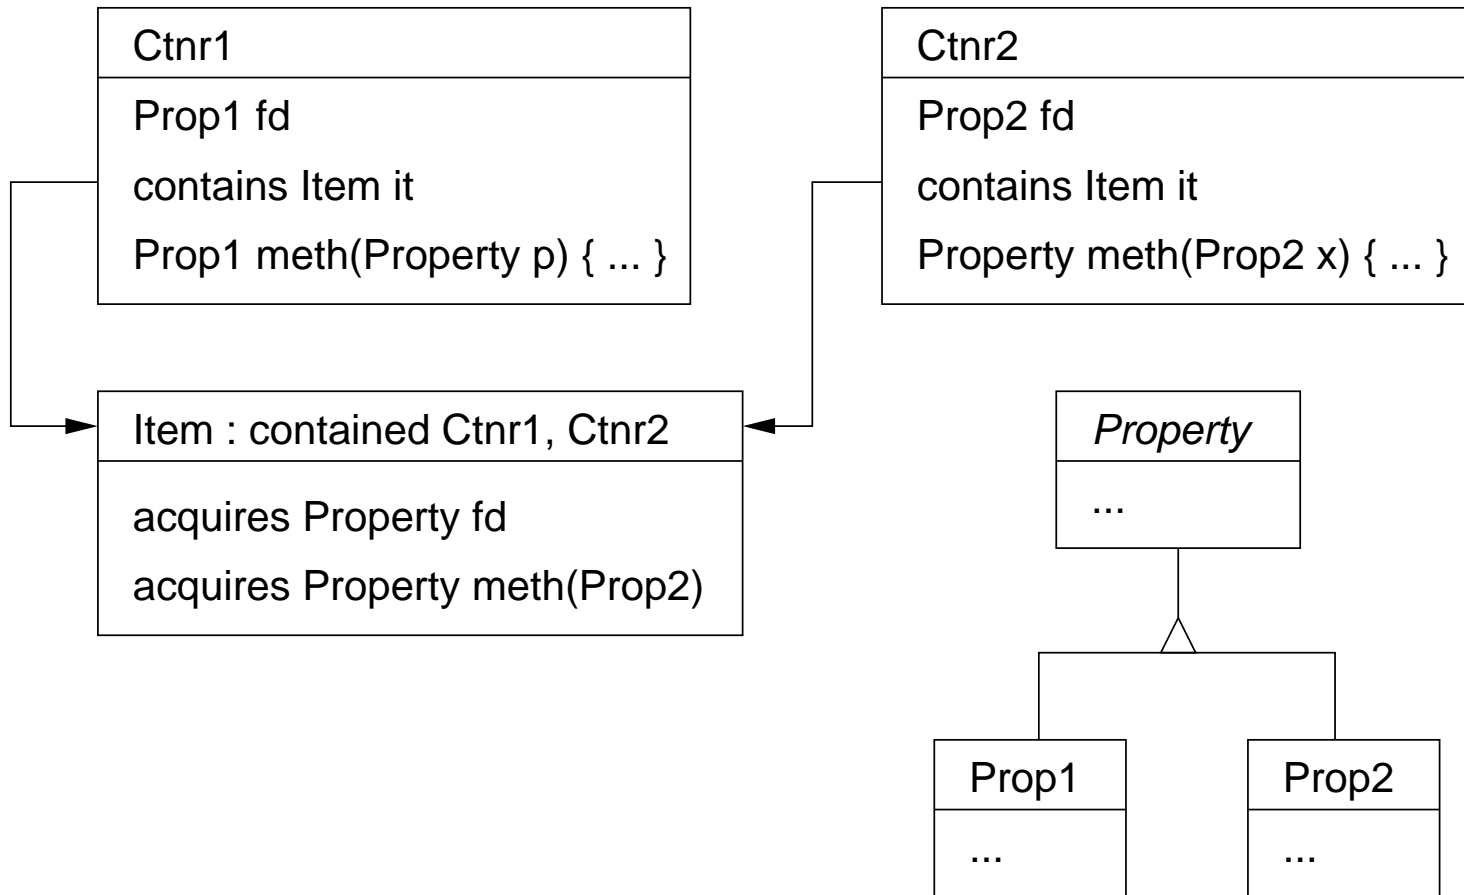 Ctnr1
Prop1 fd
contains Item it
Prop1 meth(Property p) { ... }
Ctnr2
Prop2 fd
contains Item it
Property meth(Prop2 x) { ... }
Item : contained Ctnr1, Ctnr2
acquires Property fd
acquires Property meth(Prop2)
Property
...
Prop1
...
Prop2
...